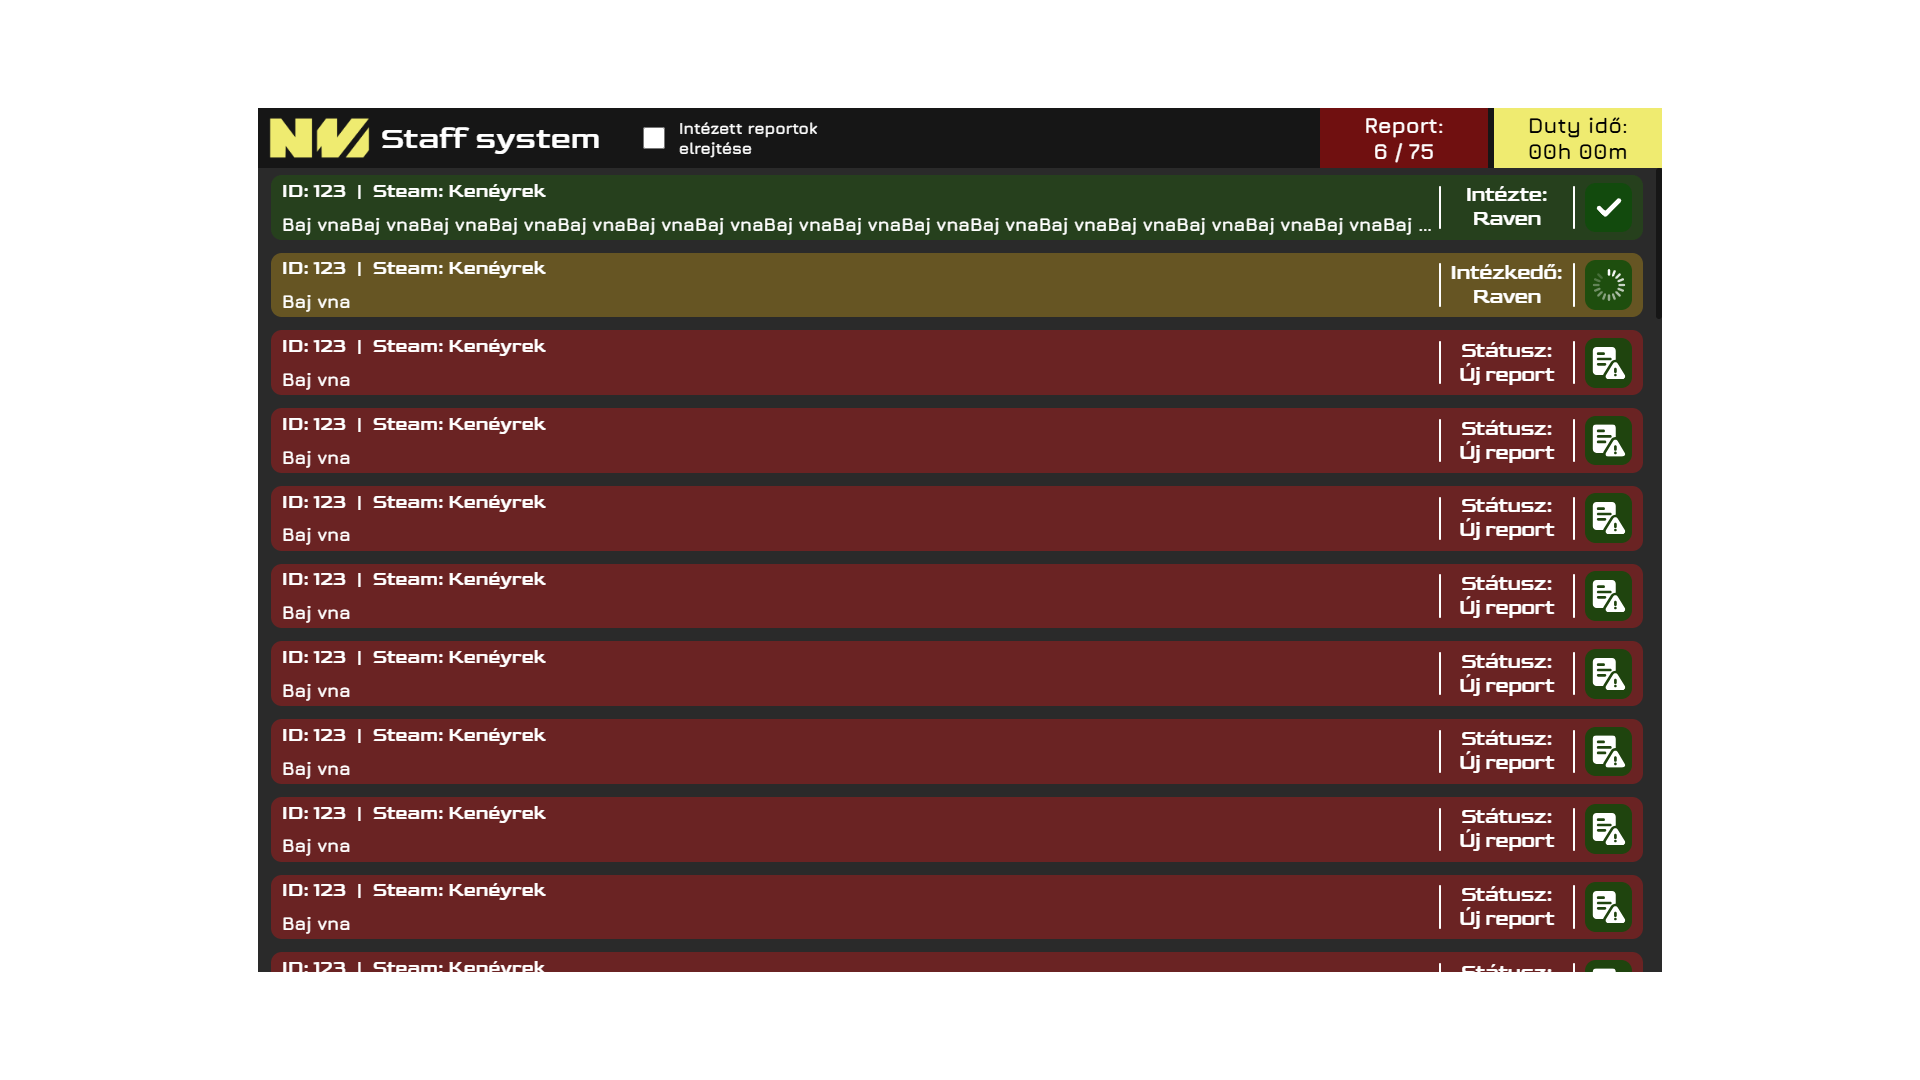 NV Staff system
Intézett reportok
elrejtése
Report:
6 / 75
Duty idő:
00h 00m
ID: 123 | Steam: Kenéyrek
Baj vnaBaj vnaBaj vnaBaj vnaBaj vnaBaj vnaBaj vnaBaj vnaBaj vnaBaj vnaBaj vnaBaj vnaBaj vnaBaj vnaBaj vnaBaj vnaBaj ...
Intézte:
Raven
ID: 123 | Steam: Kenéyrek
Baj vna
Intézkedő:
Raven
ID: 123 | Steam: Kenéyrek
Baj vna
Státusz:
Új report
ID: 123 | Steam: Kenéyrek
Baj vna
Státusz:
Új report
ID: 123 | Steam: Kenéyrek
Baj vna
Státusz:
Új report
ID: 123 | Steam: Kenéyrek
Baj vna
Státusz:
Új report
ID: 123 | Steam: Kenéyrek
Baj vna
Státusz:
Új report
ID: 123 | Steam: Kenéyrek
Baj vna
Státusz:
Új report
ID: 123 | Steam: Kenéyrek
Baj vna
Státusz:
Új report
ID: 123 | Steam: Kenéyrek
Baj vna
Státusz:
Új report
ID: 123 | Steam: Kenéyrek
Státusz: